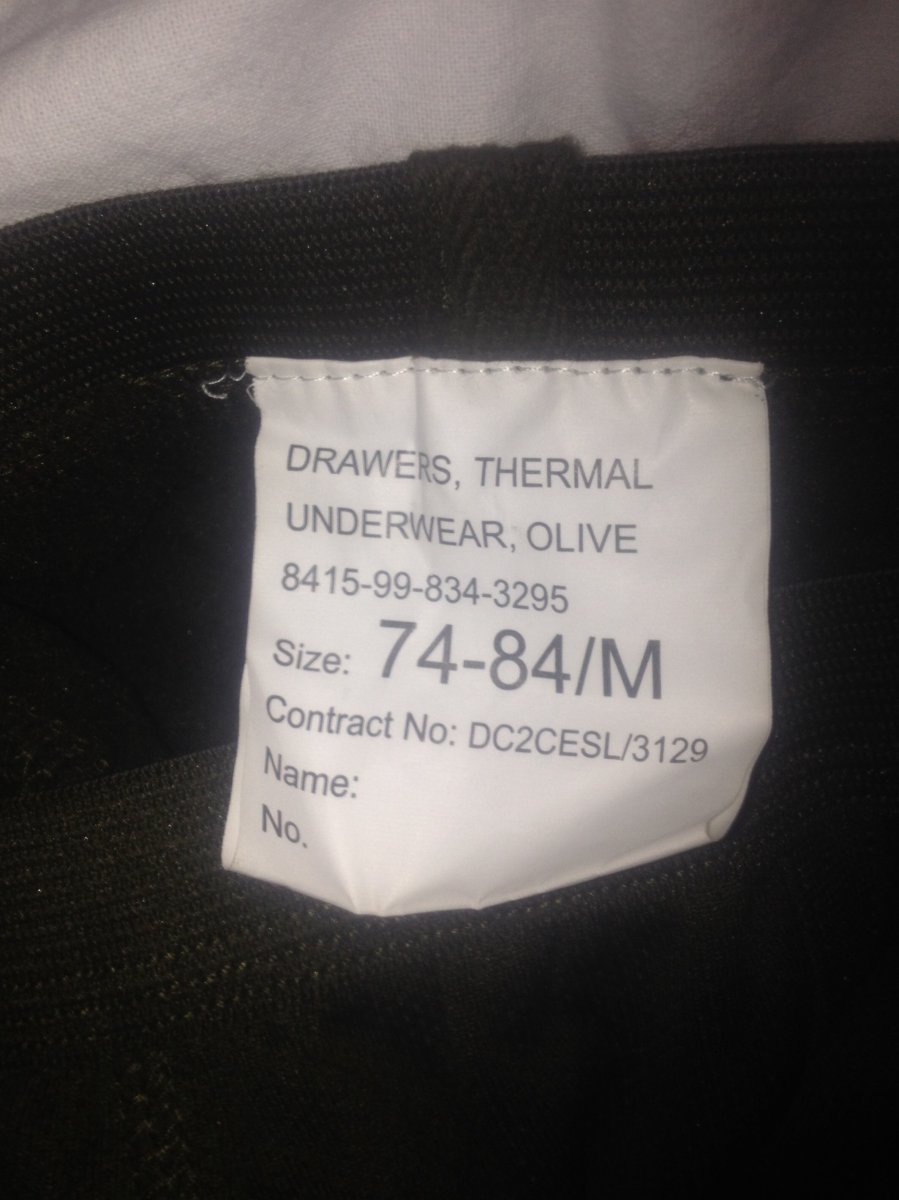 DRAWERS, THERMAL
UNDERWEAR, OLIVE
8415-99-834-3295
Size: 74-84/M
Contract No: DC2CESL/3129
Name:
No.